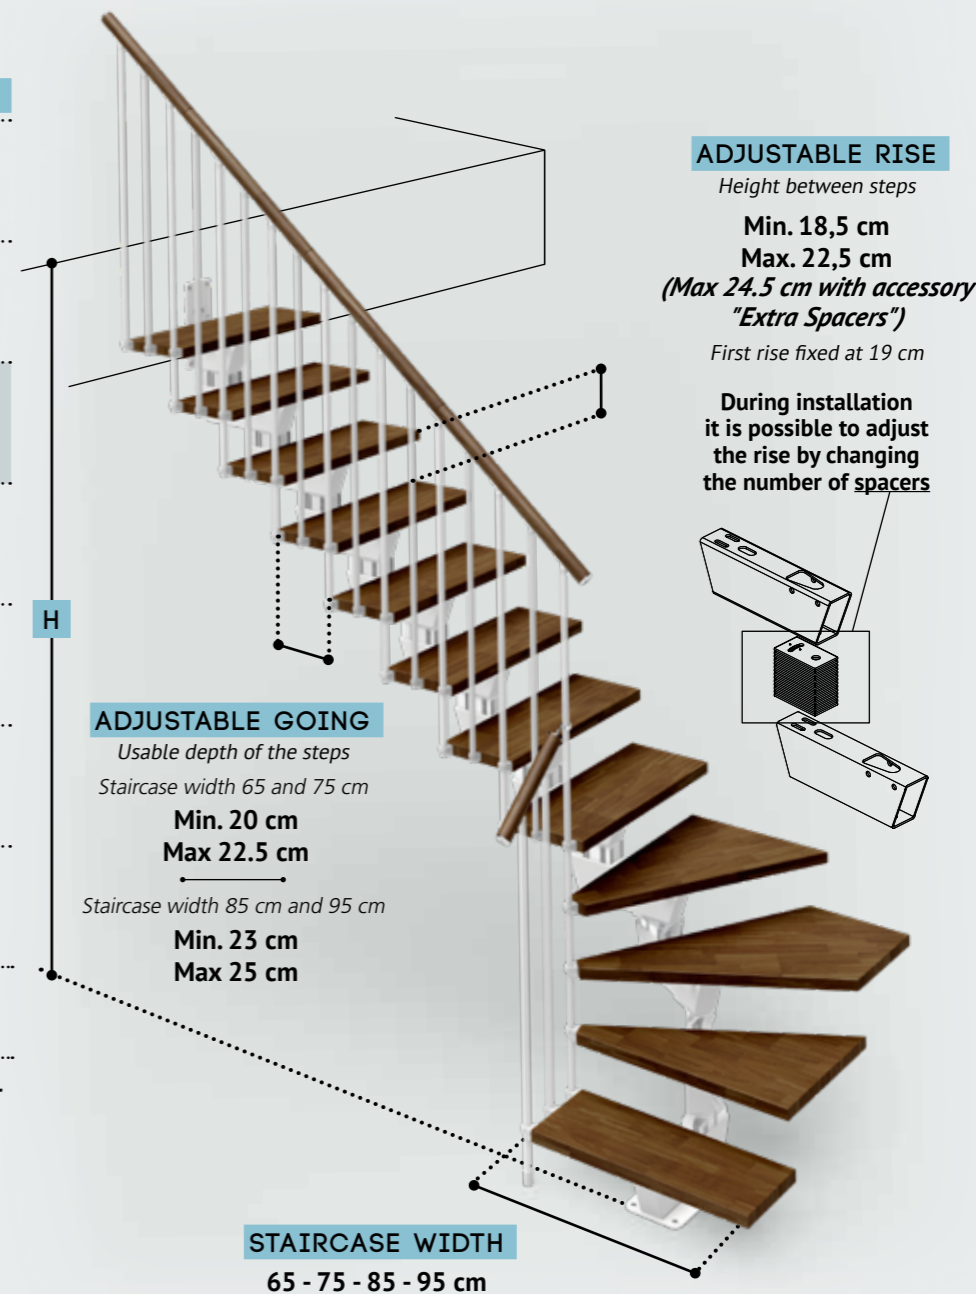 ADJUSTABLE RISE
Height between steps
Min. 18,5 cm
Max. 22,5 cm
(Max 24.5 cm with accessory
"Extra Spacers")
First rise fixed at 19 cm
During installation
it is possible to adjust
the rise by changing
the number of spacers
H
ADJUSTABLE GOING
Usable depth of the steps
Staircase width 65 and 75 cm
Min. 20 cm
Max 22.5 cm
Staircase width 85 cm and 95 cm
Min. 23 cm
Max 25 cm
STAIRCASE WIDTH
65 - 75 - 85 - 95 cm